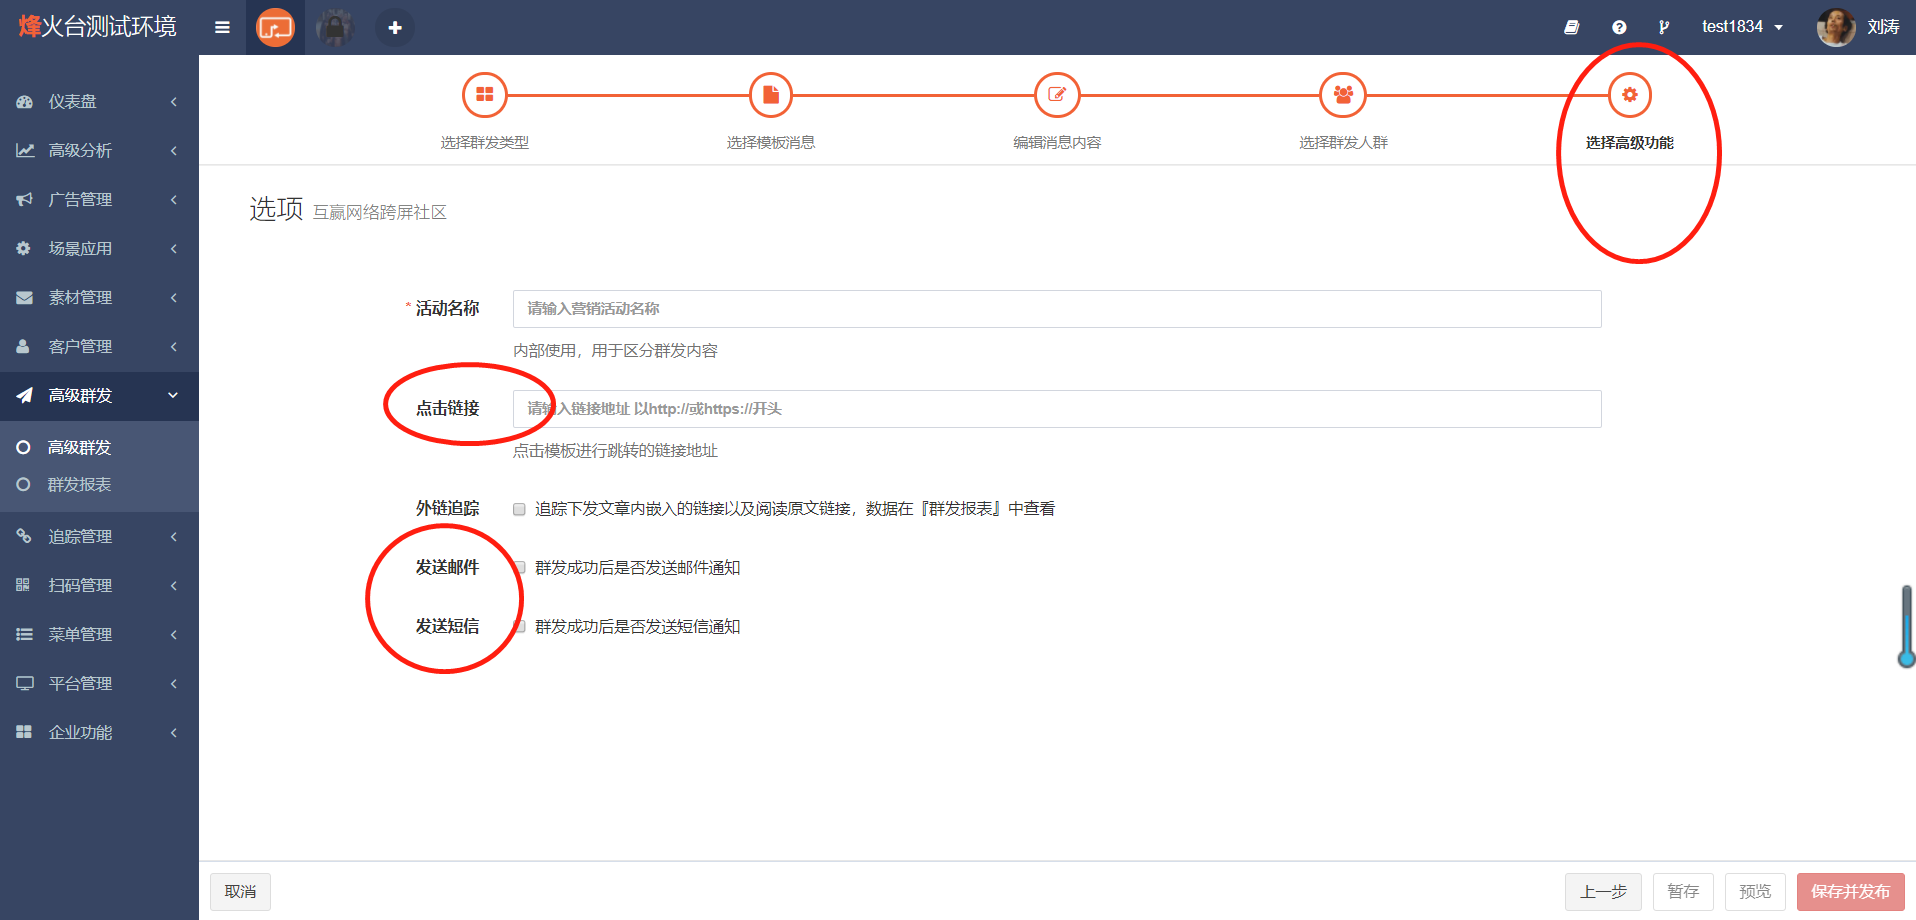 烽火台测试环境
test1834
刘涛
仪表盘
高级分析
广告管理
场景应用
素材管理
客户管理
高级群发
高级群发
群发报表
追踪管理
扫码管理
菜单管理
平台管理
企业功能
选择群发类型
选择模板消息
编辑消息内容
选择群发人群
选择高级功能
选项 互赢网络跨屏社区
* 活动名称 请输入营销活动名称
内部使用，用于区分群发内容
点击链接 请输入链接地址 以http://或https://开头
点击模板进行跳转的链接地址
外链追踪 追踪下发文章内嵌入的链接以及阅读原文链接，数据在『群发报表』中查看
发送邮件 群发成功后是否发送邮件通知
发送短信 群发成功后是否发送短信通知
取消
上一步
暂存
预览
保存并发布